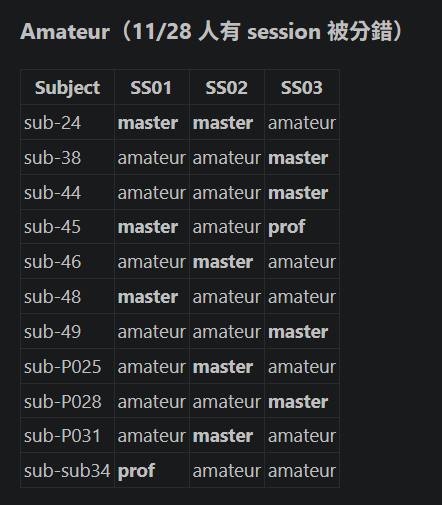 Amateur（11/28 人有 session 被分錯）
Subject SS01 SS02 SS03
sub-24 master master amateur
sub-38 amateur amateur master
sub-44 amateur amateur master
sub-45 master amateur prof
sub-46 amateur master amateur
sub-48 master amateur amateur
sub-49 amateur amateur master
sub-P025 amateur master amateur
sub-P028 amateur amateur master
sub-P031 amateur master amateur
sub-sub34 prof amateur amateur